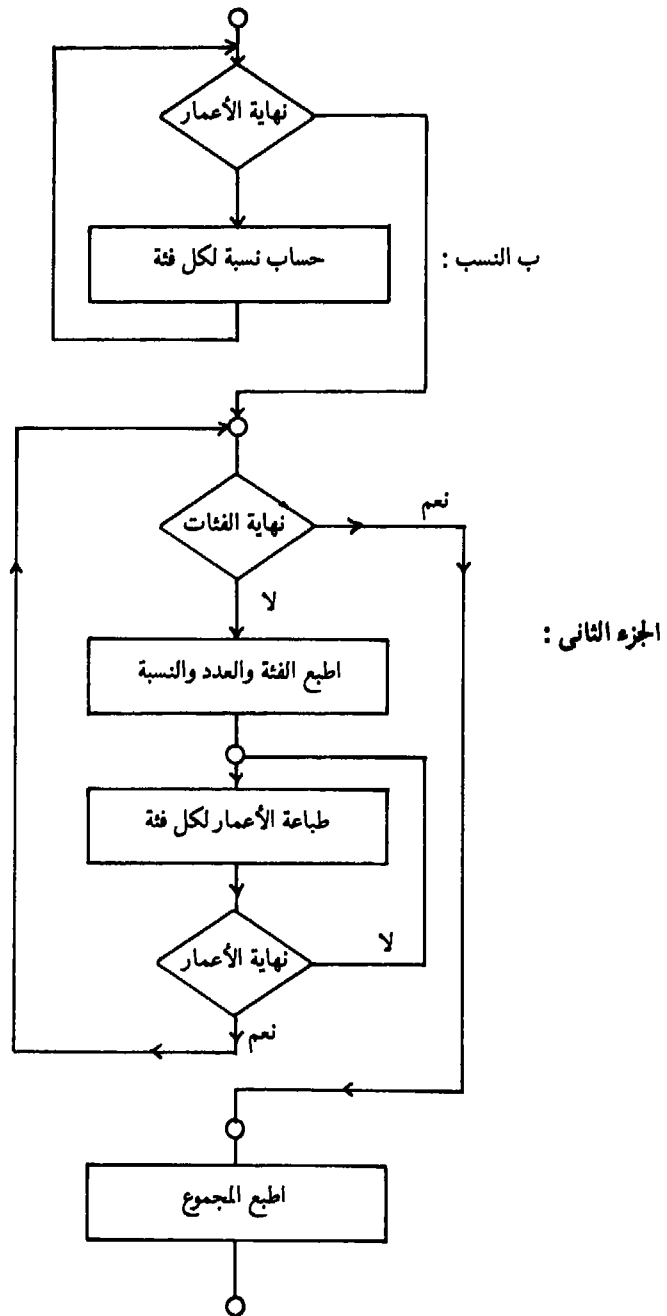 نهاية الأعمار
حساب نسبة لكل فئة
ب النسب :
نهاية الفئات
نعم
لا
الجزء الثانى :
اطبع الفئة والعدد والنسبة
طباعة الأعمار لكل فئة
نهاية الأعمار
لا
نعم
اطبع المجموع